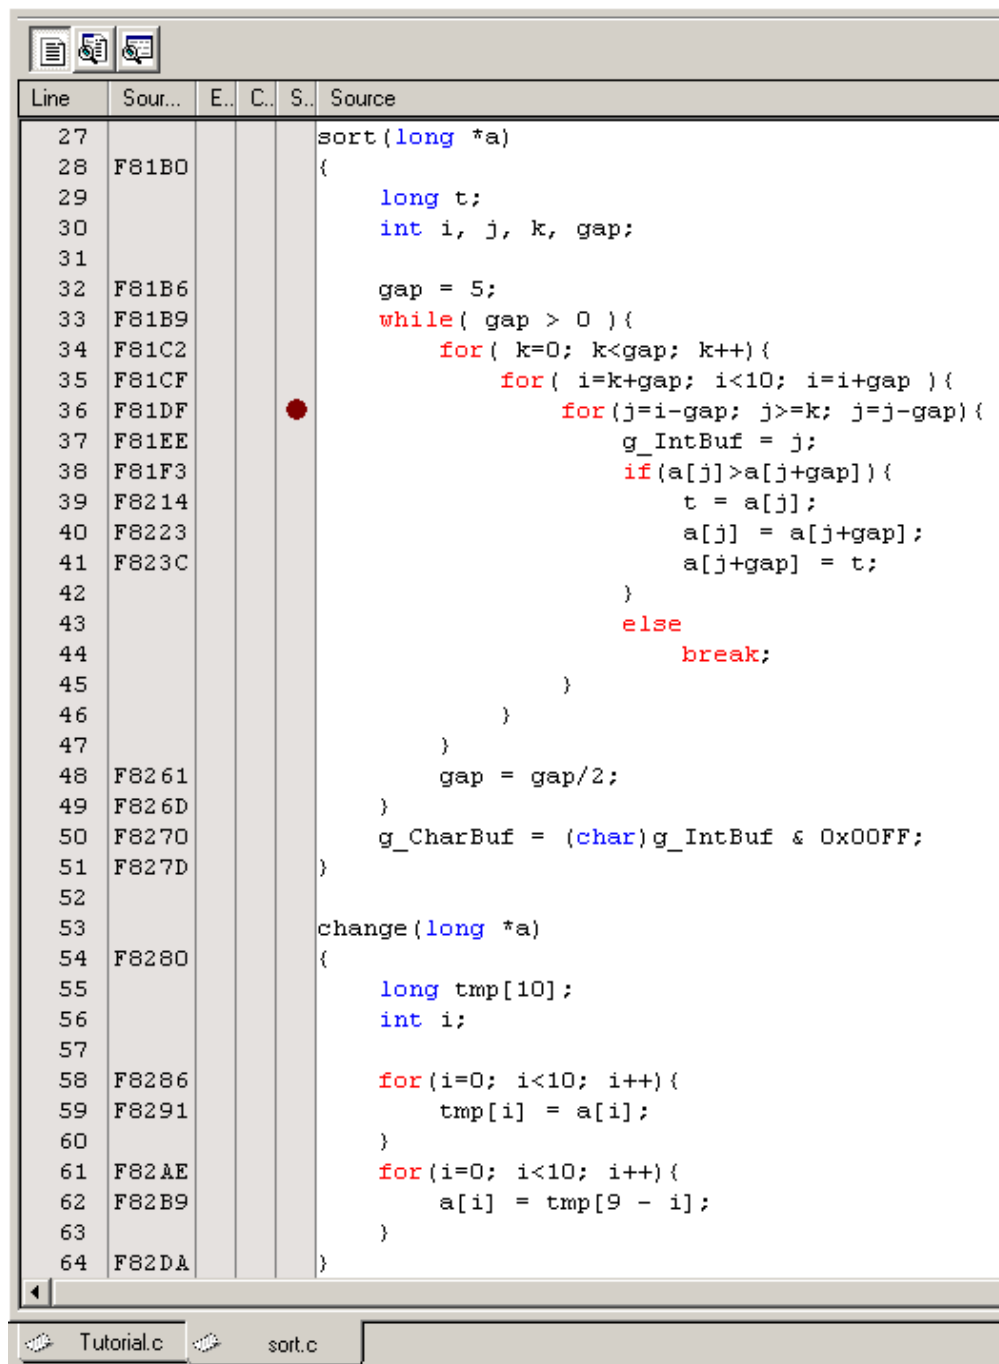 Line Sour... E.. C.. S.. Source
27 sort(long *a)
28 F81B0 {
29 long t;
30 int i, j, k, gap;
31
32 F81B6 gap = 5;
33 F81B9 while( gap > 0 ){
34 F81C2 for( k=0; k<gap; k++){
35 F81CF for( i=k+gap; i<10; i=i+gap ){
36 F81DF for(j=i-gap; j>=k; j=j-gap){
37 F81EE g_IntBuf = j;
38 F81F3 if(a[j]>a[j+gap]){
39 F8214 t = a[j];
40 F8223 a[j] = a[j+gap];
41 F823C a[j+gap] = t;
42 }
43 else
44 break;
45 }
46 }
47 }
48 F8261 gap = gap/2;
49 F826D }
50 F8270 g_CharBuf = (char)g_IntBuf & 0x00FF;
51 F827D }
52
53 change(long *a)
54 F8280 {
55 long tmp[10];
56 int i;
57
58 F8286 for(i=0; i<10; i++){
59 F8291 tmp[i] = a[i];
60 }
61 F82AE for(i=0; i<10; i++){
62 F82B9 a[i] = tmp[9 - i];
63 }
64 F82DA }
Tutorial.c sort.c